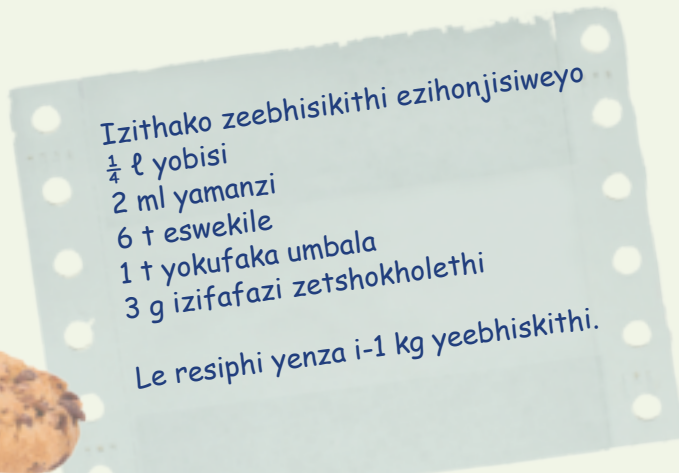 Izithako zeebhisikithi ezihonjisiweyo
¼ ℓ yobisi
2 ml yamanzi
6 t eswekile
1 t yokufaka umbala
3 g izifafazi zetshokholethi
Le resiphi yenza i-1 kg yeebhiskithi.